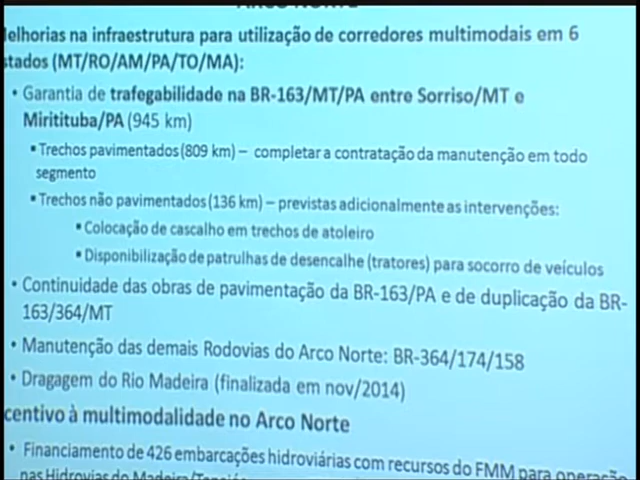 ARCO NORTE
elhorias na infraestrutura para utilização de corredores multimodais em 6
stados (MT/RO/AM/PA/TO/MA):
• Garantia de trafegabilidade na BR-163/MT/PA entre Sorriso/MT e
Miritituba/PA (945 km)
▪ Trechos pavimentados (809 km) – completar a contratação da manutenção em todo
segmento
▪ Trechos não pavimentados (136 km) – previstas adicionalmente as intervenções:
▪ Colocação de cascalho em trechos de atoleiro
▪ Disponibilização de patrulhas de desencalhe (tratores) para socorro de veículos
• Continuidade das obras de pavimentação da BR-163/PA e de duplicação da BR-
163/364/MT
• Manutenção das demais Rodovias do Arco Norte: BR-364/174/158
• Dragagem do Rio Madeira (finalizada em nov/2014)
centivo à multimodalidade no Arco Norte
• Financiamento de 426 embarcações hidroviárias com recursos do FMM para operação
nas Hidrovias do Madeira/